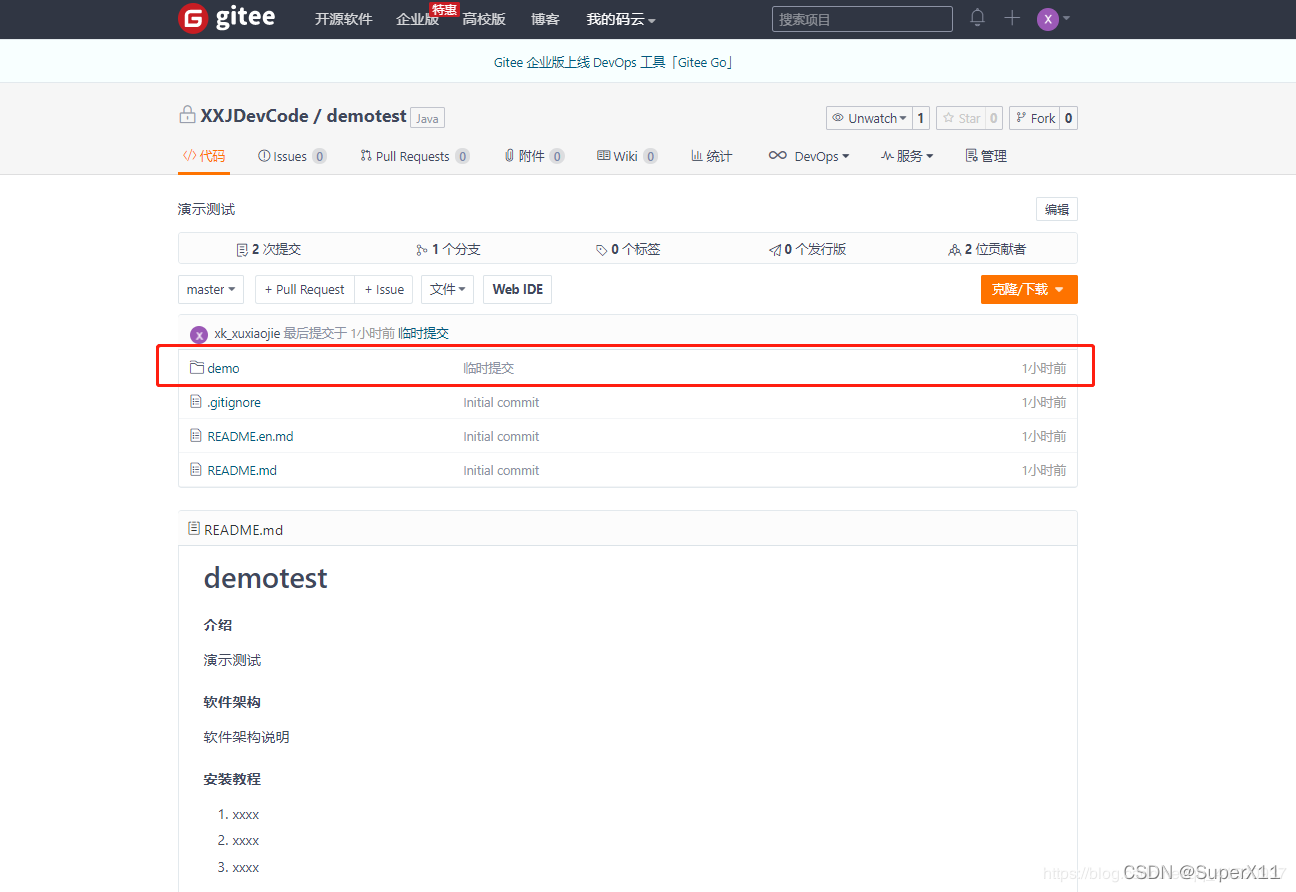 gitee 开源软件 企业版 特惠 高校版 博客 我的码云 搜索项目 X
Gitee 企业版上线 DevOps 工具「Gitee Go」
XXJDevCode / demotest Java Unwatch 1 Star 0 Fork 0
代码 Issues 0 Pull Requests 0 附件 0 Wiki 0 统计 DevOps 服务 管理
演示测试 编辑
2 次提交 1 个分支 0 个标签 0 个发行版 2 位贡献者
master + Pull Request + Issue 文件 Web IDE 克隆/下载
X xk_xuxiaojie 最后提交于 1小时前 临时提交
demo 临时提交 1小时前
.gitignore Initial commit 1小时前
README.en.md Initial commit 1小时前
README.md Initial commit 1小时前
README.md
demotest
介绍
演示测试
软件架构
软件架构说明
安装教程
1. xxxx
2. xxxx
3. xxxx
https://blog. CSDN @SuperX11